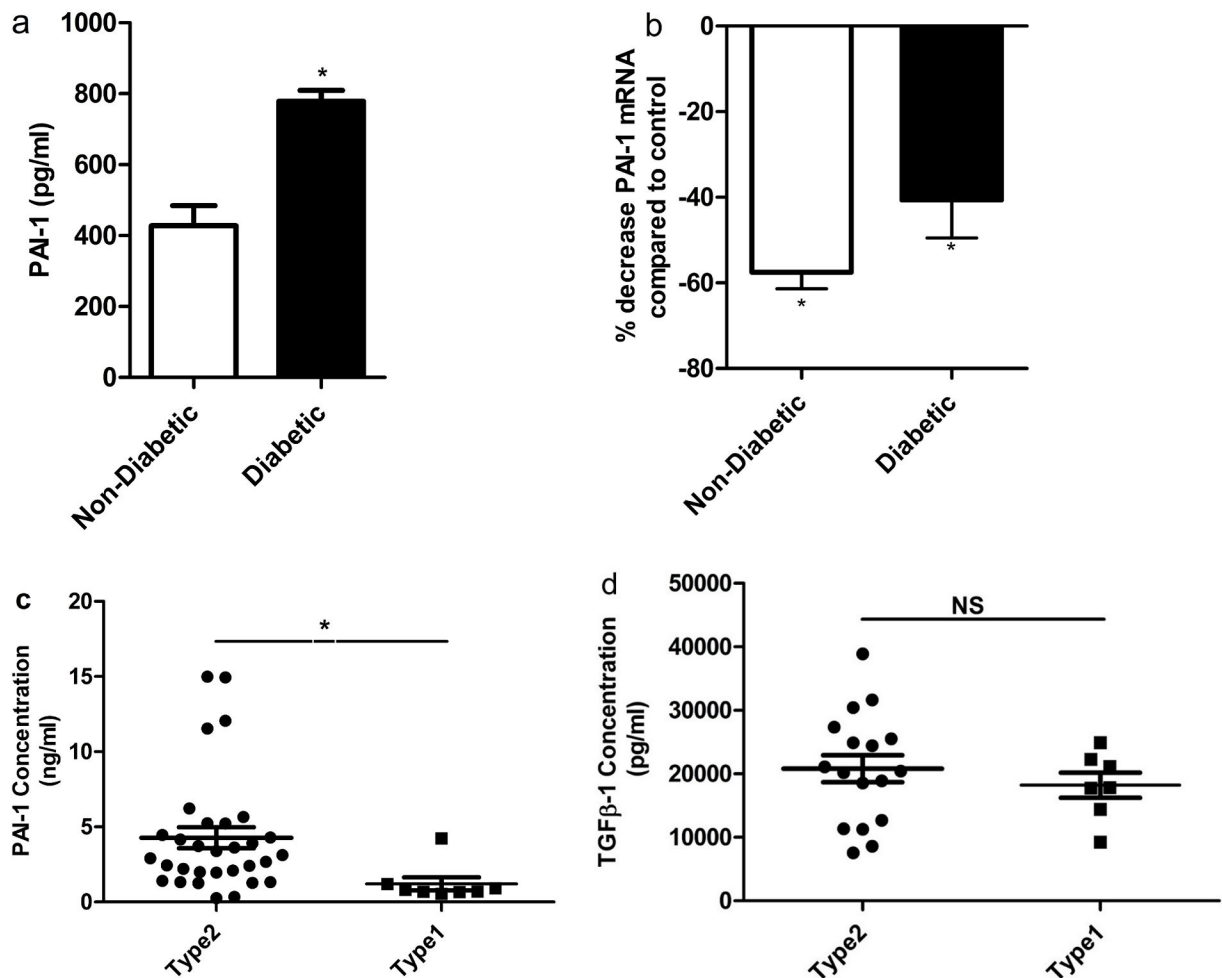 a
PAI-1 (pg/ml)
1000
800
600
400
200
0
*
Non-Diabetic
Diabetic
b
% decrease PAI-1 mRNA
compared to control
0
-20
-40
-60
-80
*
*
Non-Diabetic
Diabetic
c
PAI-1 Concentration
(ng/ml)
20
15
10
5
0
*
Type2
Type1
d
TGFβ-1 Concentration
(pg/ml)
50000
40000
30000
20000
10000
0
NS
Type2
Type1